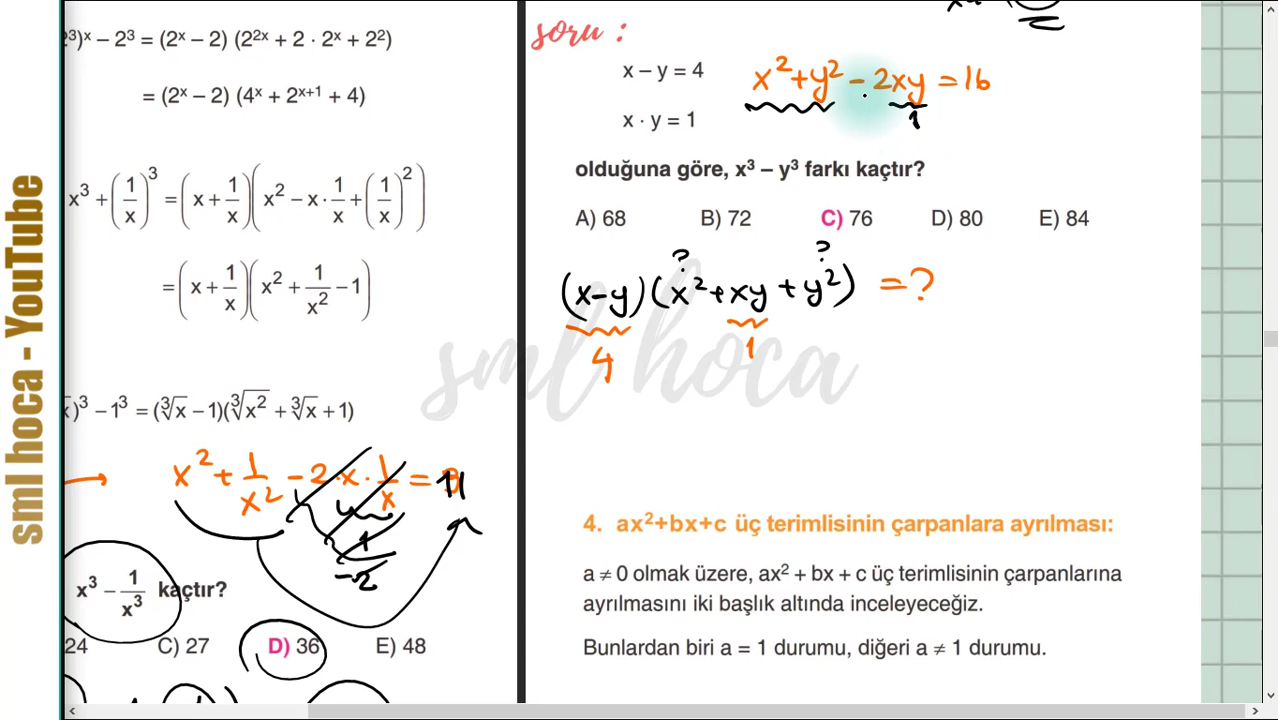 sml hoca - YouTube
2³)ˣ – 2³ = (2ˣ – 2) (2²ˣ + 2 · 2ˣ + 2²)
= (2ˣ – 2) (4ˣ + 2ˣ⁺¹ + 4)
x³ + (1/x)³ = (x + 1/x)(x² – x · 1/x + (1/x)²)
= (x + 1/x)(x² + 1/x² – 1)
)³ – 1³ = (∛x – 1)(∛x² + ∛x + 1)
x² + 1/x² – 2 · x · 1/x = 11
1
-2
x³ – 1/x³ kaçtır?
24 C) 27 D) 36 E) 48
soru :
x – y = 4
x² + y² – 2xy = 16
1
x · y = 1
olduğuna göre, x³ – y³ farkı kaçtır?
A) 68 B) 72 C) 76 D) 80 E) 84
? ?
(x-y)(x²+xy+y²) = ?
4 1
sml hoca
4. ax²+bx+c üç terimlisinin çarpanlara ayrılması:
a ≠ 0 olmak üzere, ax² + bx + c üç terimlisinin çarpanlarına
ayrılmasını iki başlık altında inceleyeceğiz.
Bunlardan biri a = 1 durumu, diğeri a ≠ 1 durumu.